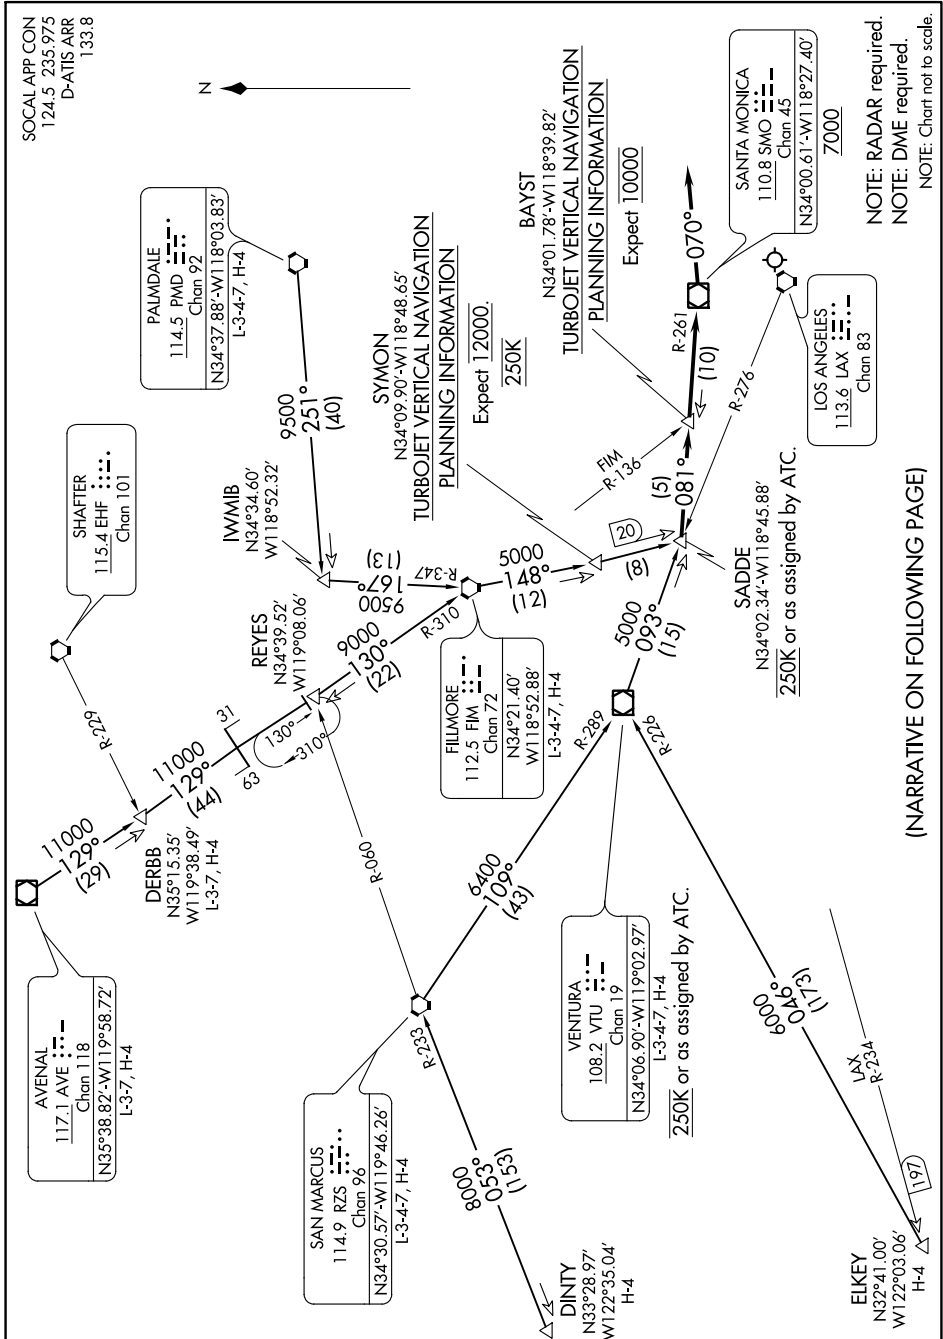 SOCAL APP CON
124.5 235.975
D-ATIS ARR
133.8
N
AVENAL
117.1 AVE
Chan 118
N35°38.82′-W119°58.72′
L-3-7, H-4
11000
129°
(29)
DERBB
N35°15.35′
W119°38.49′
L-3-7, H-4
SHAFTER
115.4 EHF
Chan 101
R-229
11000
129°
(44)
63
31
130°
310°
REYES
N34°39.52′
W119°08.06′
9000
130°
(22)
R-310
PALMDALE
114.5 PMD
Chan 92
N34°37.88′-W118°03.83′
L-3-4-7, H-4
9500
251°
(40)
IWMIB
N34°34.60′
W118°52.32′
9500
167°
(13)
R-347
SAN MARCUS
114.9 RZS
Chan 96
N34°30.57′-W119°46.26′
L-3-4-7, H-4
R-060
R-233
8000
053°
(153)
DINTY
N33°28.97′
W122°35.04′
H-4
6400
109°
(43)
R-289
FILLMORE
112.5 FIM
Chan 72
N34°21.40′
W118°52.88′
L-3-4-7, H-4
5000
148°
(12)
SYMON
N34°09.90′-W118°48.65′
TURBOJET VERTICAL NAVIGATION
PLANNING INFORMATION
Expect 12000.
250K
20
(8)
VENTURA
108.2 VTU
Chan 19
N34°06.90′-W119°02.97′
L-3-4-7, H-4
250K or as assigned by ATC.
R-226
6000
046°
(173)
ELKEY
N32°41.00′
W122°03.06′
H-4
LAX
R-234
197
5000
093°
(15)
SADDE
N34°02.34′-W118°45.88′
250K or as assigned by ATC.
(5)
081°
FIM
R-136
BAYST
N34°01.78′-W118°39.82′
TURBOJET VERTICAL NAVIGATION
PLANNING INFORMATION
Expect 10000
R-261
(10)
R-276
070°
SANTA MONICA
110.8 SMO
Chan 45
N34°00.61′-W118°27.40′
7000
LOS ANGELES
113.6 LAX
Chan 83
NOTE: RADAR required.
NOTE: DME required.
NOTE: Chart not to scale.
(NARRATIVE ON FOLLOWING PAGE)